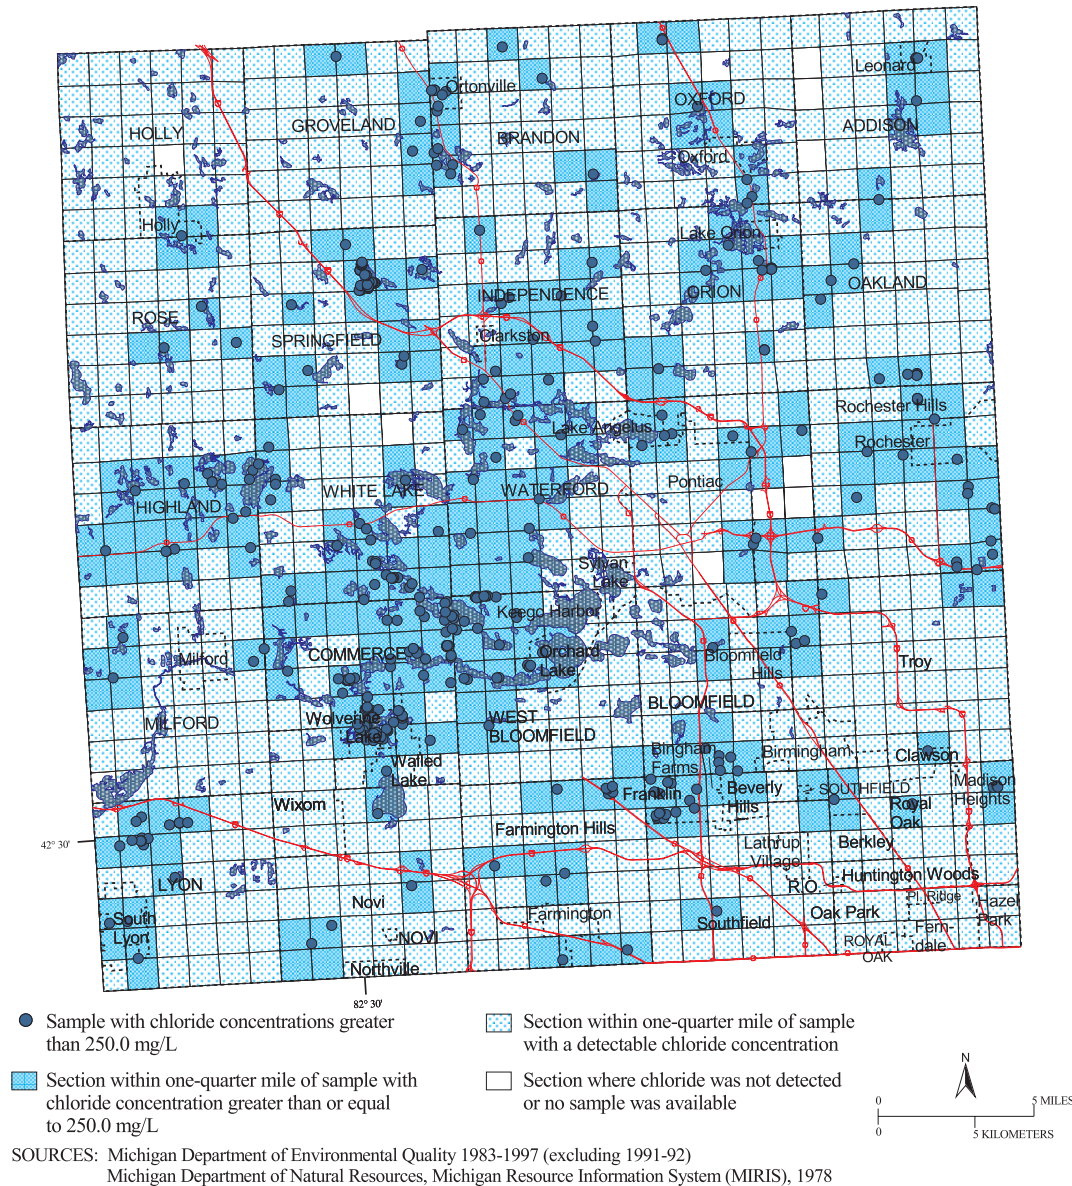 Leonard
Ortonville
OXFORD
HOLLY
GROVELAND
BRANDON
ADDISON
Oxford
Holly
Lake Orion
INDEPENDENCE
ORION
OAKLAND
ROSE
SPRINGFIELD
Clarkston
Rochester Hills
Lake Angelus
Rochester
HIGHLAND
WHITE LAKE
WATERFORD
Pontiac
Sylvan
Lake
Keego Harbor
Milford
COMMERCE
Orchard
Lake
Bloomfield
Hills
Troy
MILFORD
Wolverine
Lake
WEST
BLOOMFIELD
BLOOMFIELD
Walled
Lake
Bingham
Farms
Birmingham
Clawson
Madison
Heights
Wixom
Franklin
Beverly
Hills
SOUTHFIELD
Royal
Oak
42° 30'
Farmington Hills
Lathrup
Village
Berkley
LYON
Huntington Woods
R.O.
Pl. Ridge
Hazel
Park
South
Lyon
Novi
Farmington
Southfield
Oak Park
Fern-
dale
NOVI
ROYAL
OAK
Northville
82° 30'
Sample with chloride concentrations greater
than 250.0 mg/L
Section within one-quarter mile of sample with
chloride concentration greater than or equal
to 250.0 mg/L
Section within one-quarter mile of sample
with a detectable chloride concentration
Section where chloride was not detected
or no sample was available
N
0 5 MILES
0 5 KILOMETERS
SOURCES: Michigan Department of Environmental Quality 1983-1997 (excluding 1991-92)
Michigan Department of Natural Resources, Michigan Resource Information System (MIRIS), 1978